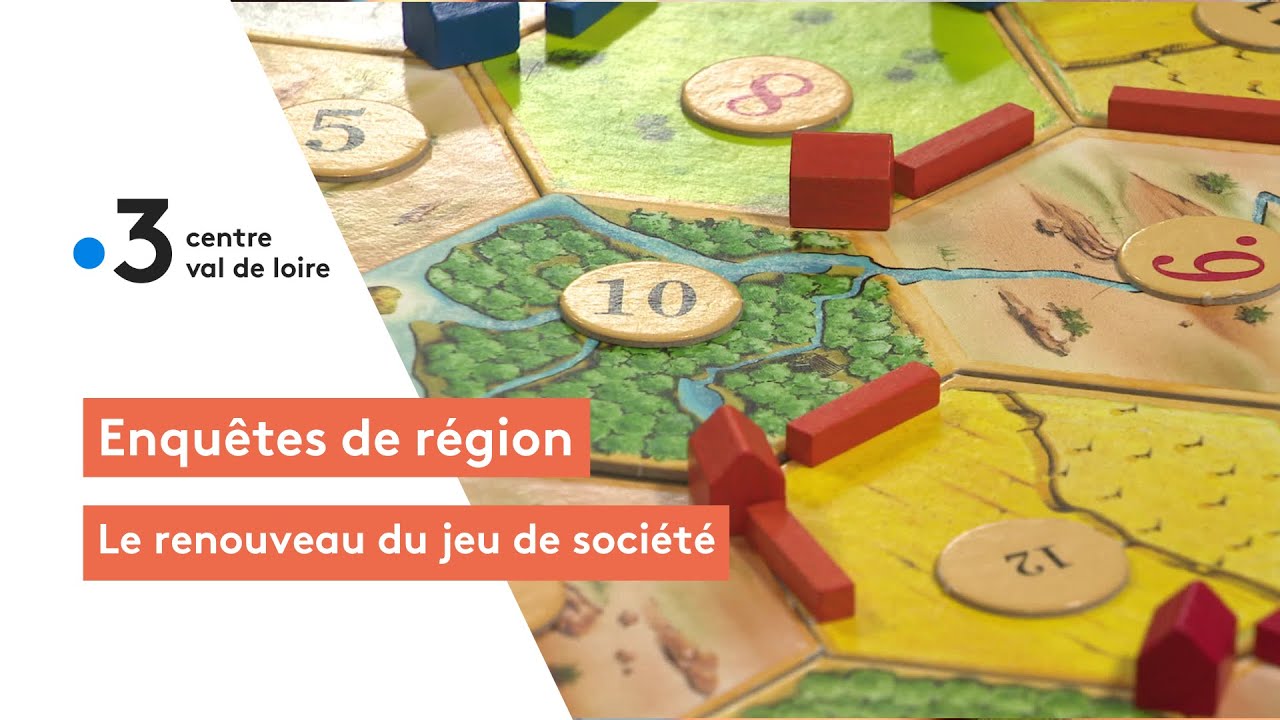 3 centre
val de loire
Enquêtes de région
Le renouveau du jeu de société
5
8
10
6.
12